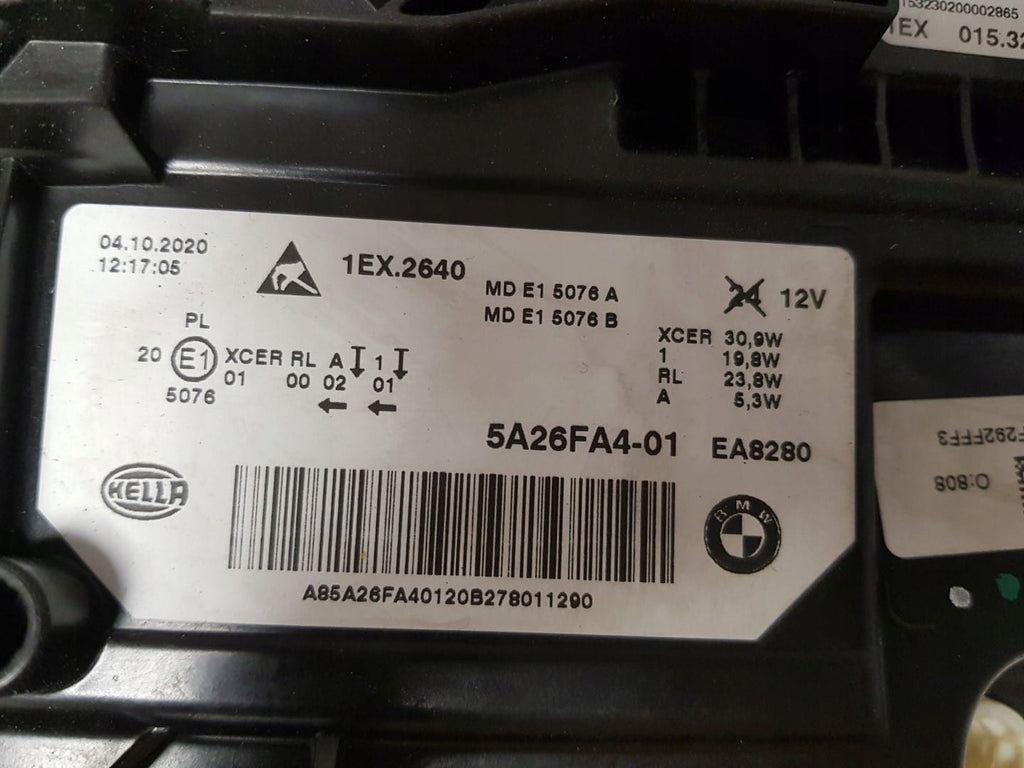 153230200002865
1EX 015.32
04.10.2020
12:17:05
1EX.2640
MD E1 5076 A
MD E1 5076 B
24 12V
PL
20 E1 XCER RL A 1
01 00 02 01
5076
XCER 30,9W
1 19,8W
RL 23,8W
A 5,3W
5A26FA4-01 EA8280
HELLA
BMW
A85A26FA40120B278011290
F292FFF3
O:808